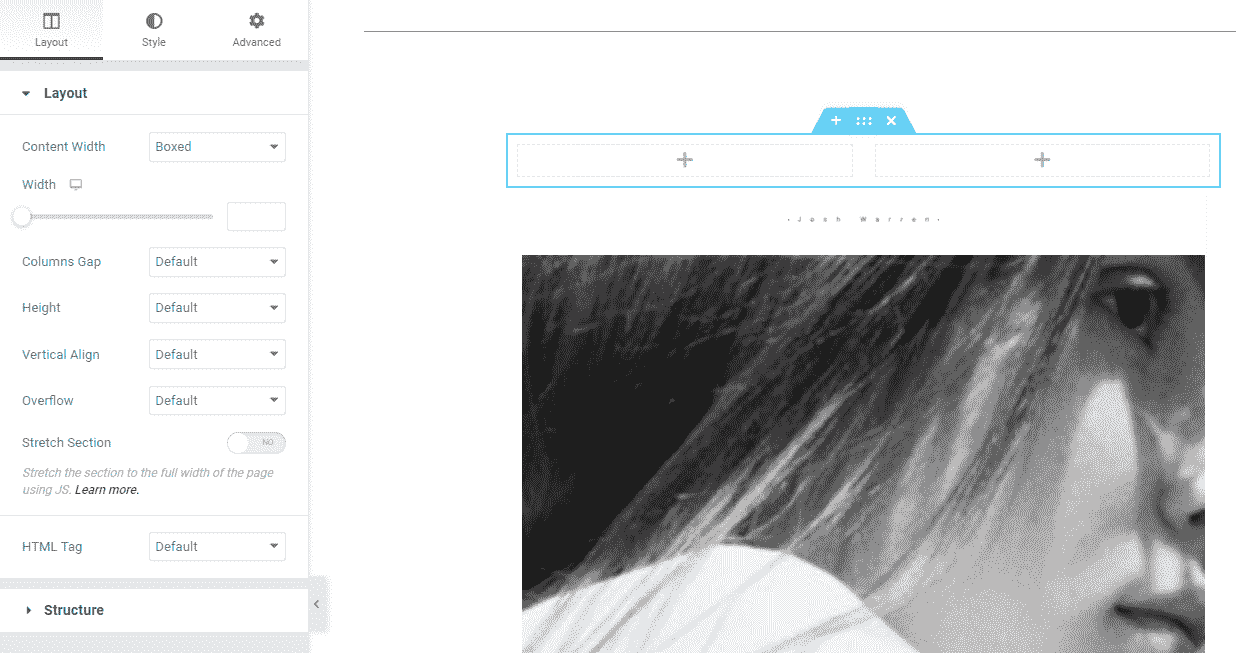 Layout
Style
Advanced
Layout
Content Width
Boxed
Width
Columns Gap
Default
Height
Default
Vertical Align
Default
Overflow
Default
Stretch Section
NO
Stretch the section to the full width of the page
using JS. Learn more.
HTML Tag
Default
Structure
- Josh Warren-